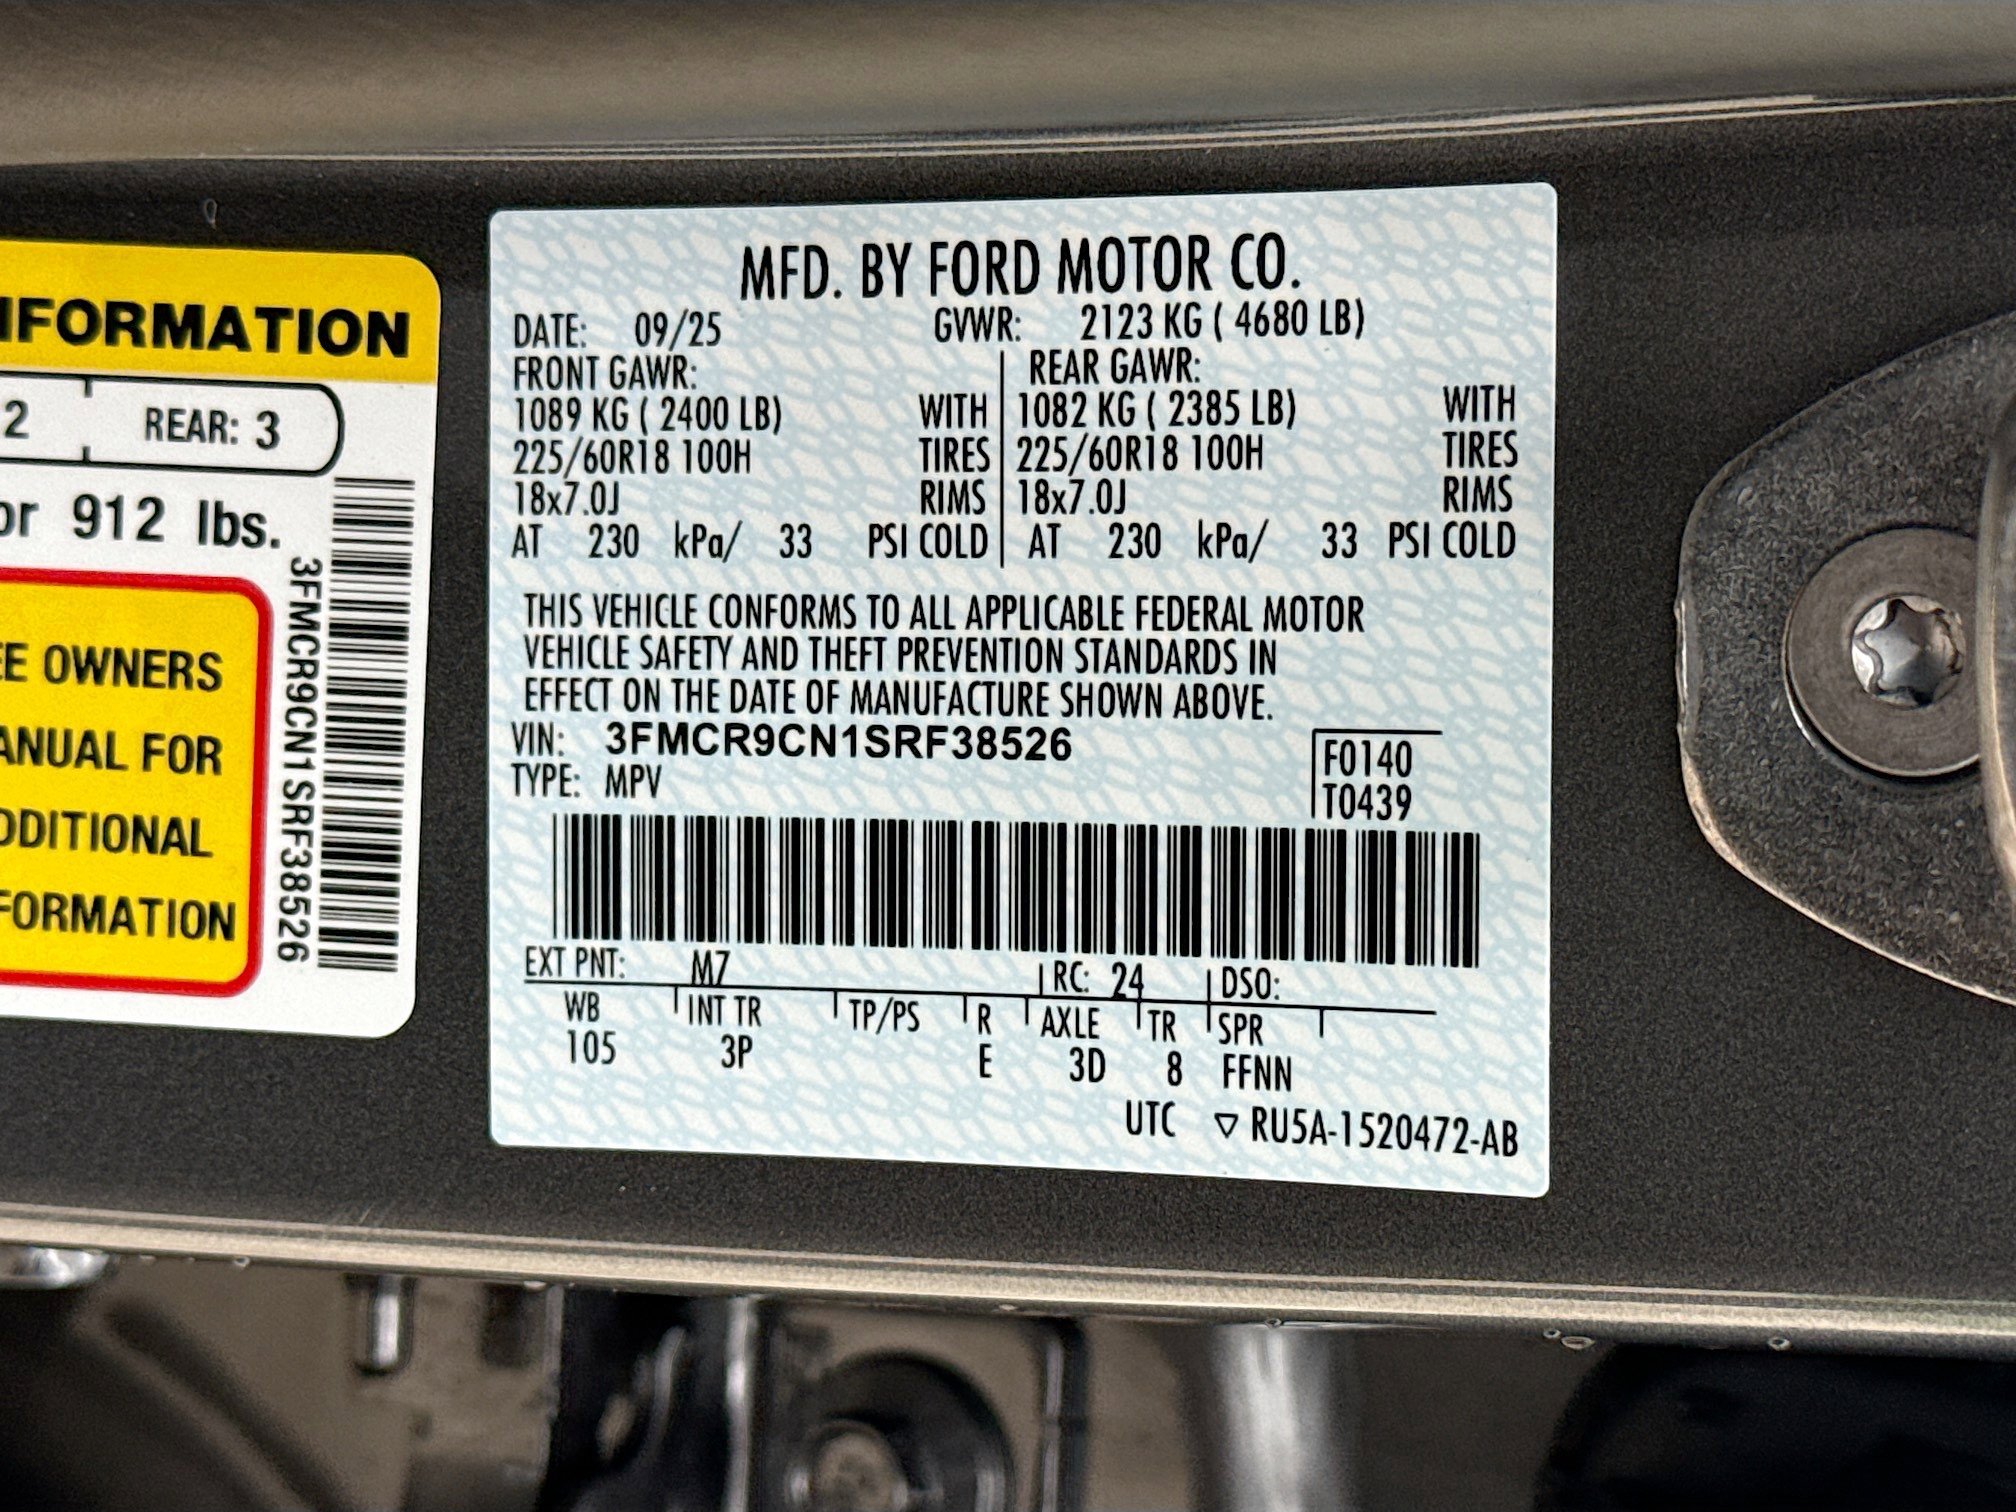 INFORMATION
2 REAR: 3
or 912 lbs.
EE OWNERS
ANUAL FOR
DDITIONAL
FORMATION
3FMCR9CN1SRF38526
MFD. BY FORD MOTOR CO.
DATE: 09/25 GVWR: 2123 KG ( 4680 LB)
FRONT GAWR: REAR GAWR:
1089 KG ( 2400 LB) WITH 1082 KG ( 2385 LB) WITH
225/60R18 100H TIRES 225/60R18 100H TIRES
18x7.0J RIMS 18x7.0J RIMS
AT 230 kPa/ 33 PSI COLD AT 230 kPa/ 33 PSI COLD
THIS VEHICLE CONFORMS TO ALL APPLICABLE FEDERAL MOTOR
VEHICLE SAFETY AND THEFT PREVENTION STANDARDS IN
EFFECT ON THE DATE OF MANUFACTURE SHOWN ABOVE.
VIN: 3FMCR9CN1SRF38526
TYPE: MPV
F0140
T0439
EXT PNT: M7 RC: 24 DSO:
WB INT TR TP/PS R AXLE TR SPR
105 3P E 3D 8 FFNN
UTC ▽ RU5A-1520472-AB